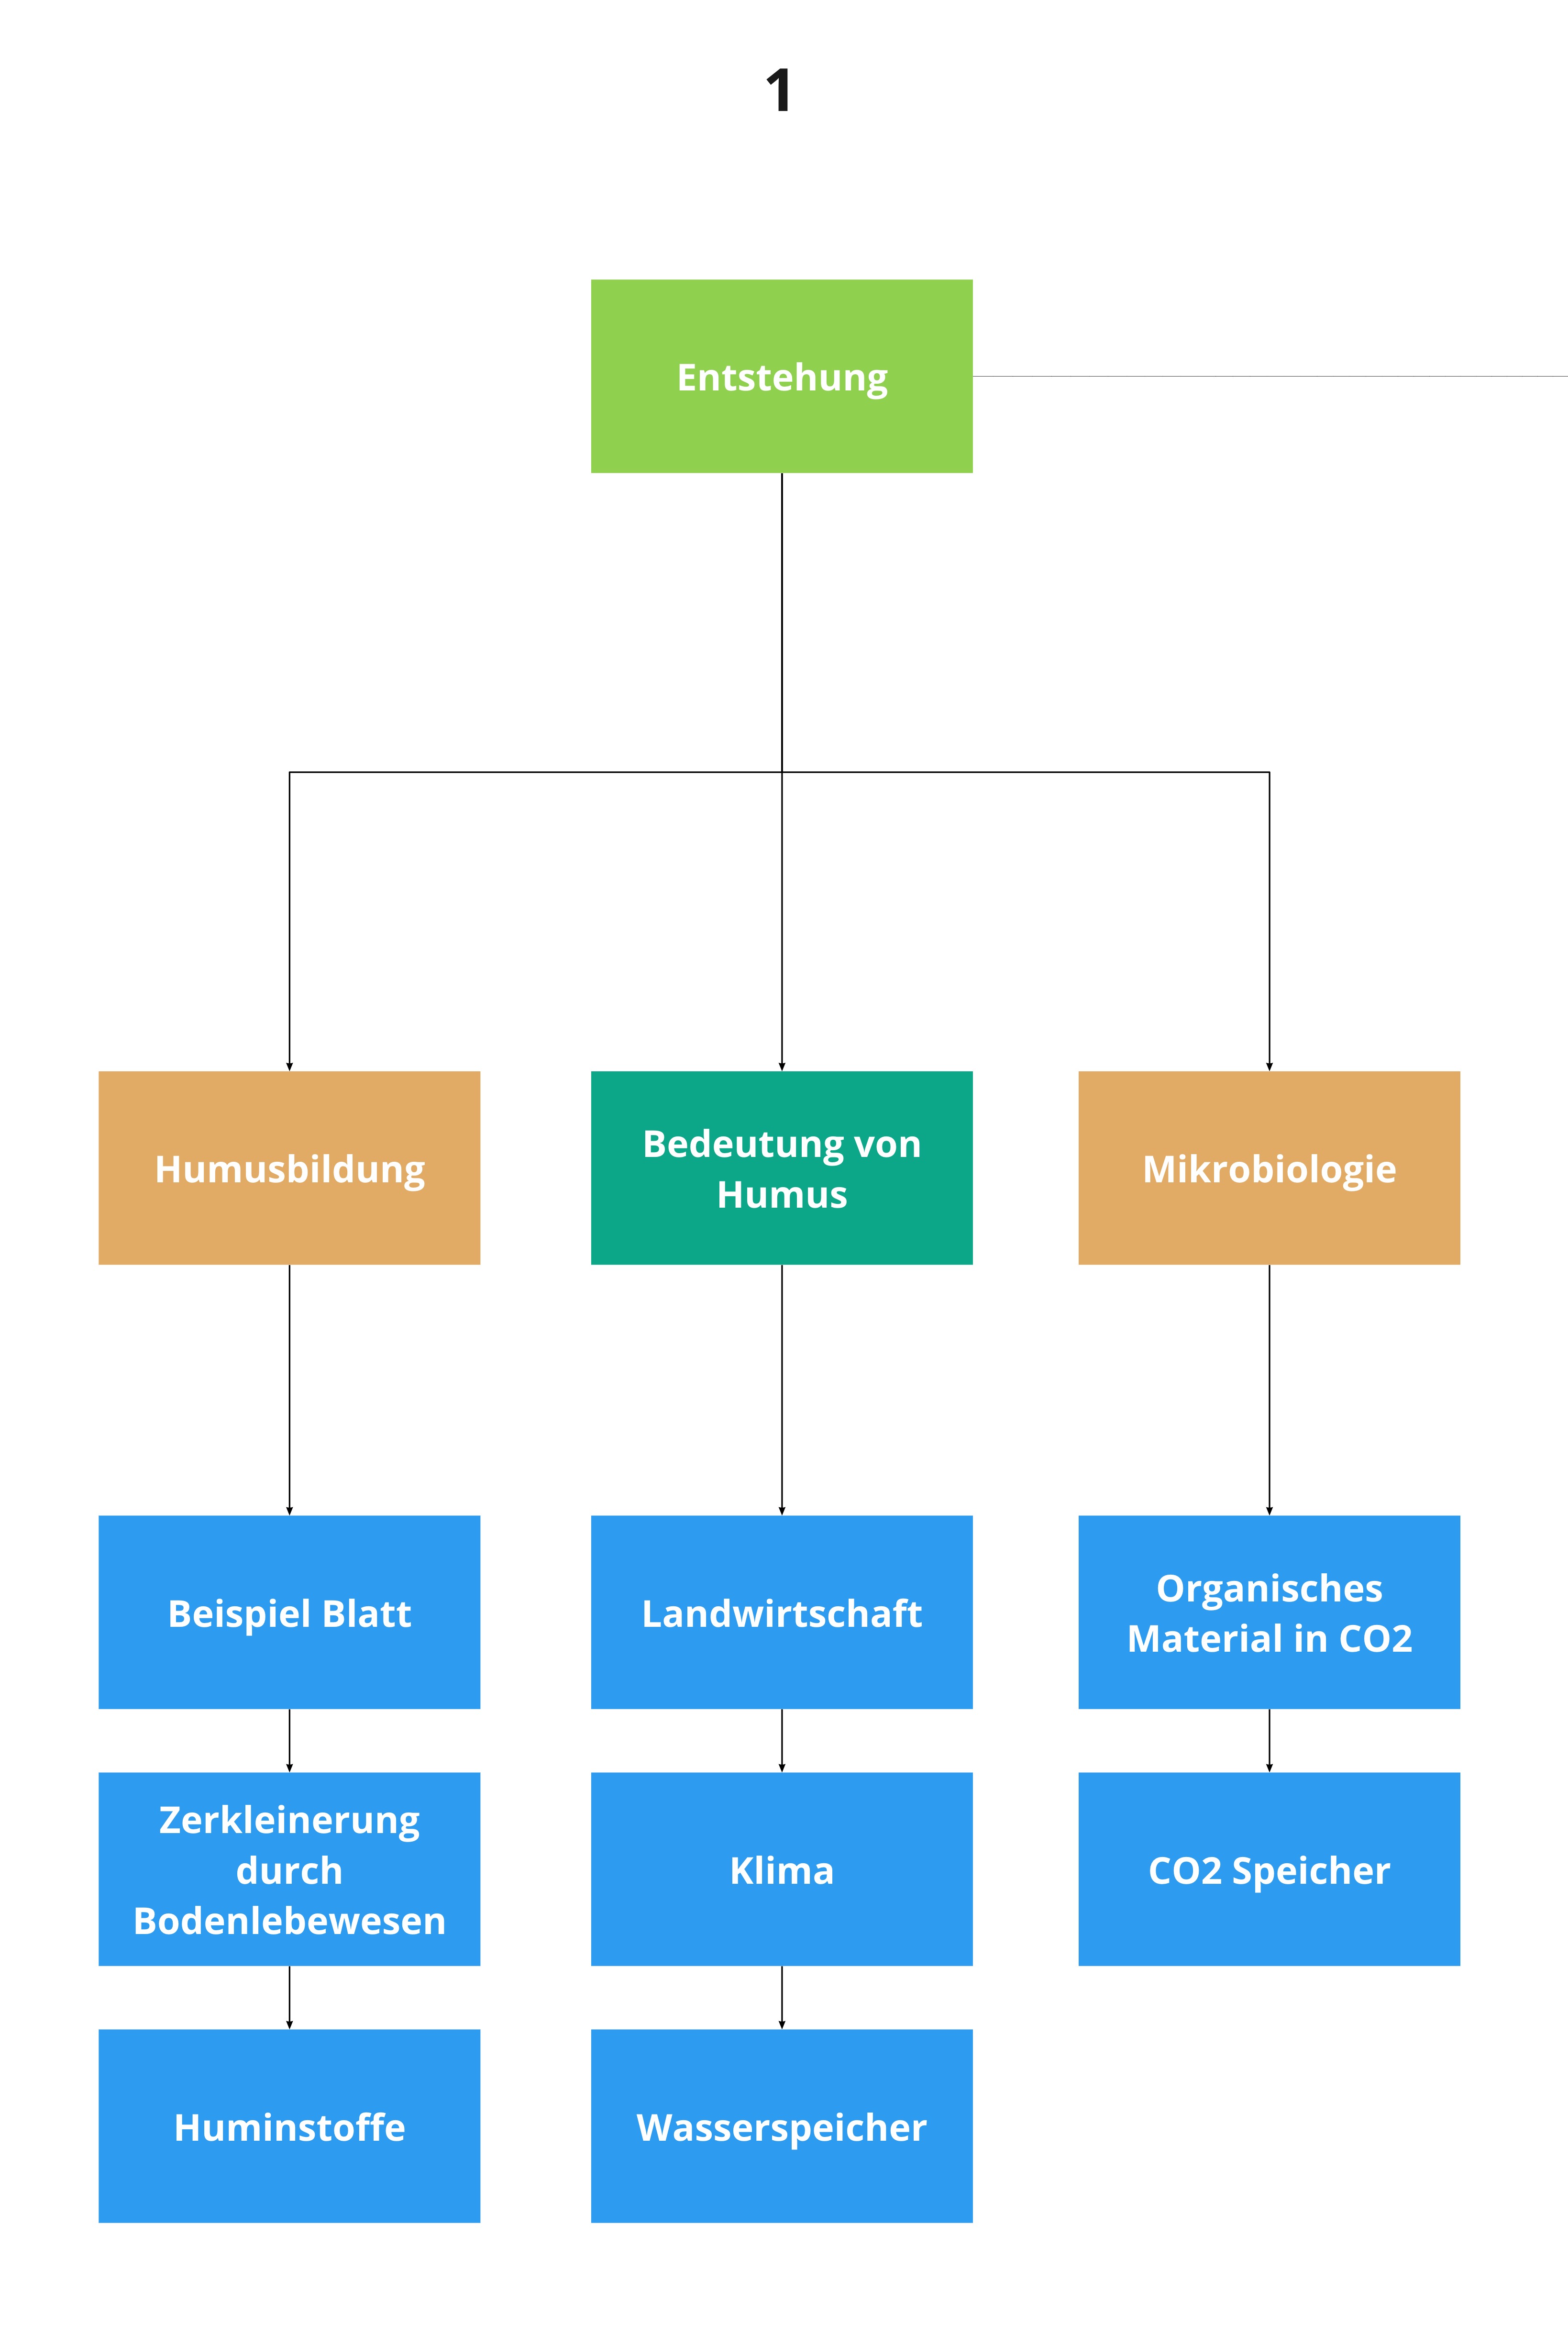 1
Entstehung
Humusbildung
Bedeutung von
Humus
Mikrobiologie
Beispiel Blatt
Landwirtschaft
Organisches
Material in CO2
Zerkleinerung
durch
Bodenlebewesen
Klima
CO2 Speicher
Huminstoffe
Wasserspeicher